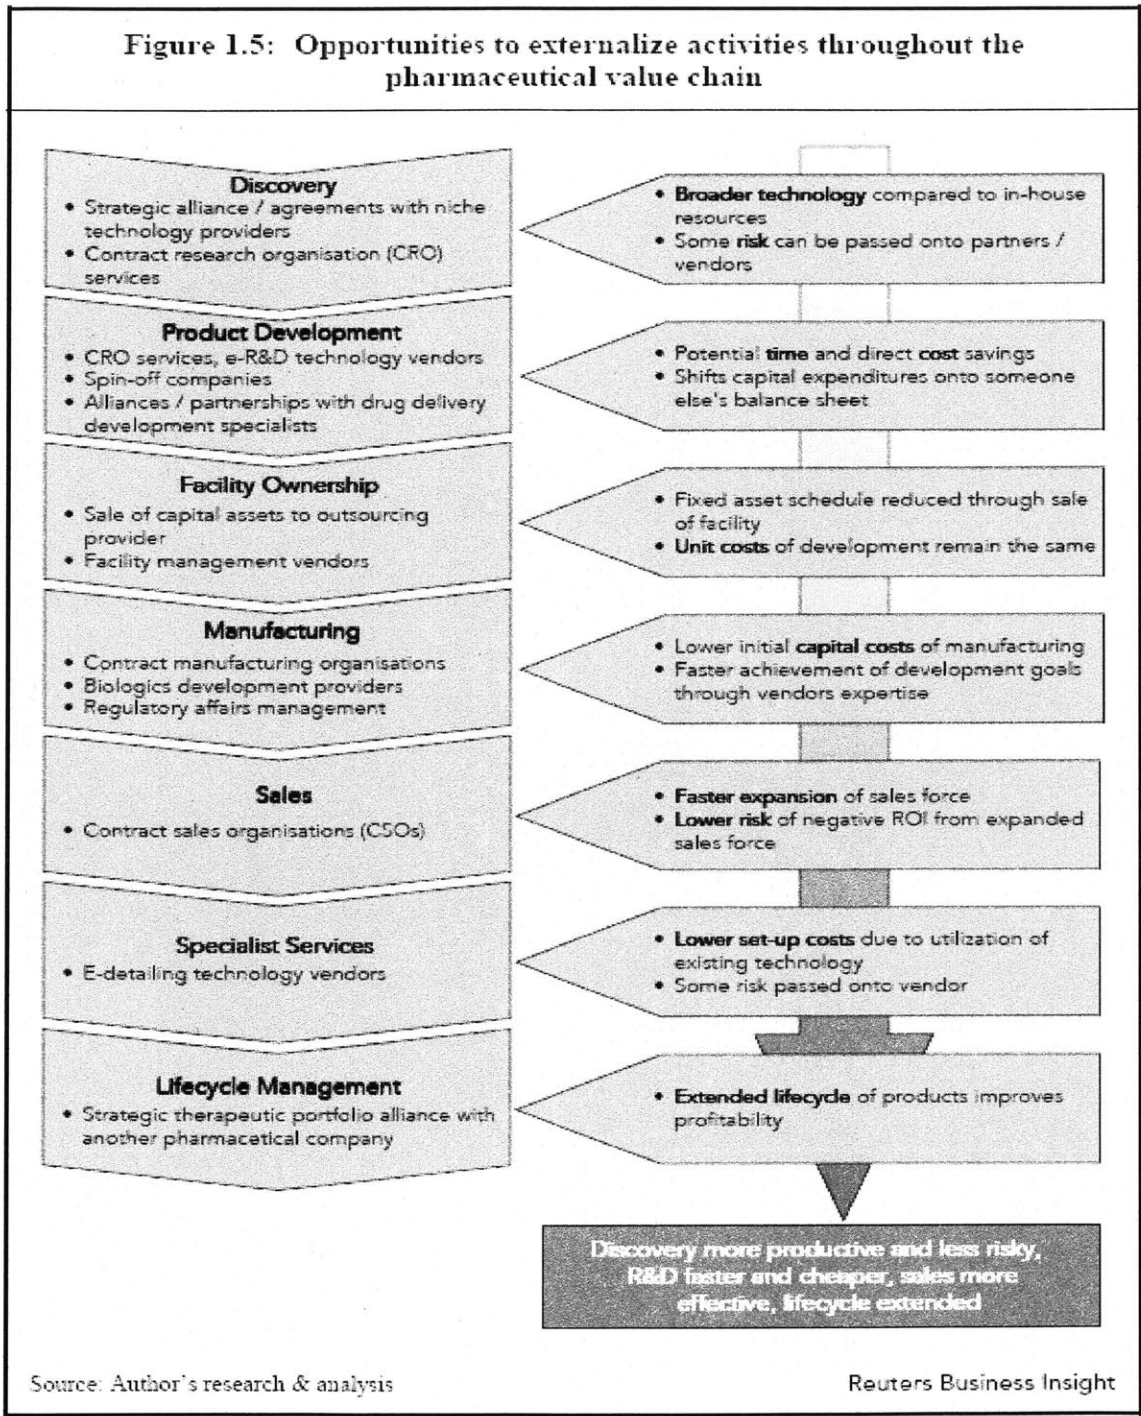 Figure 1.5: Opportunities to externalize activities throughout the
pharmaceutical value chain
Discovery
• Strategic alliance / agreements with niche
technology providers
• Contract research organisation (CRO)
services
• Broader technology compared to in-house
resources
• Some risk can be passed onto partners /
vendors
Product Development
• CRO services, e-R&D technology vendors
• Spin-off companies
• Alliances / partnerships with drug delivery
development specialists
• Potential time and direct cost savings
• Shifts capital expenditures onto someone
else's balance sheet
Facility Ownership
• Sale of capital assets to outsourcing
provider
• Facility management vendors
• Fixed asset schedule reduced through sale
of facility
• Unit costs of development remain the same
Manufacturing
• Contract manufacturing organisations
• Biologics development providers
• Regulatory affairs management
• Lower initial capital costs of manufacturing
• Faster achievement of development goals
through vendors expertise
Sales
• Contract sales organisations (CSOs)
• Faster expansion of sales force
• Lower risk of negative ROI from expanded
sales force
Specialist Services
• E-detailing technology vendors
• Lower set-up costs due to utilization of
existing technology
• Some risk passed onto vendor
Lifecycle Management
• Strategic therapeutic portfolio alliance with
another pharmacetical company
• Extended lifecycle of products improves
profitability
Discovery more productive and less risky,
R&D faster and cheaper, sales more
effective, lifecycle extended
Source: Author's research & analysis
Reuters Business Insight